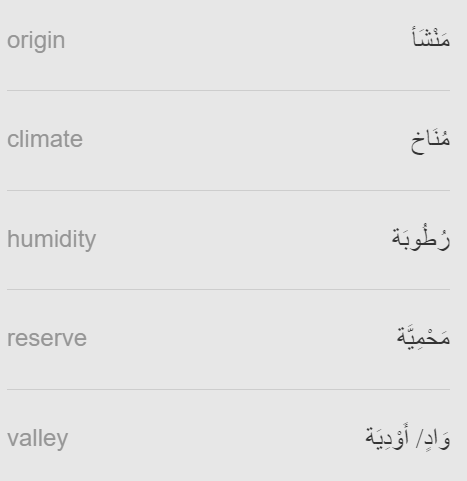 origin مَنْشَأ
climate مُنَاخ
humidity رُطُوبَة
reserve مَحْمِيَّة
valley وَادٍ/ أَوْدِيَة